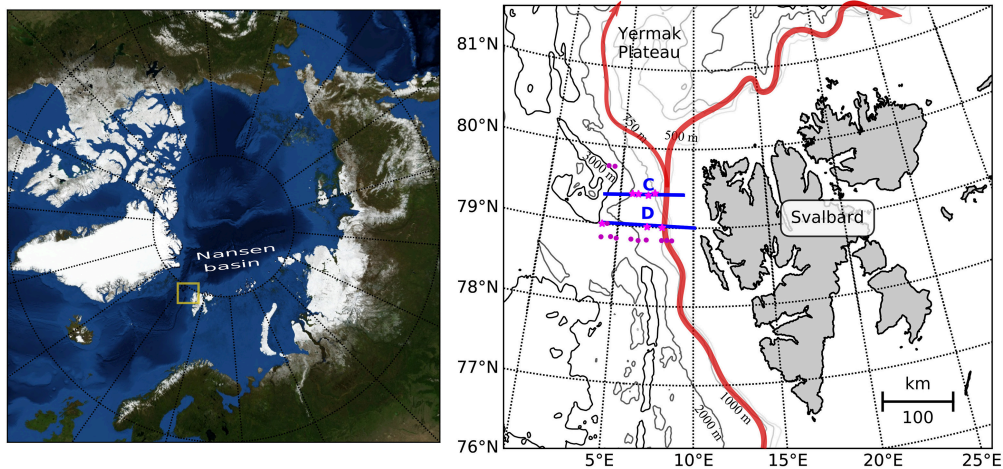 Nansen
basin
81°N
80°N
79°N
78°N
77°N
76°N
Yermak
Plateau
500 m
3000 m
C
D
Svalbard
2000 m
1000 m
km
100
5°E
10°E
15°E
20°E
25°E